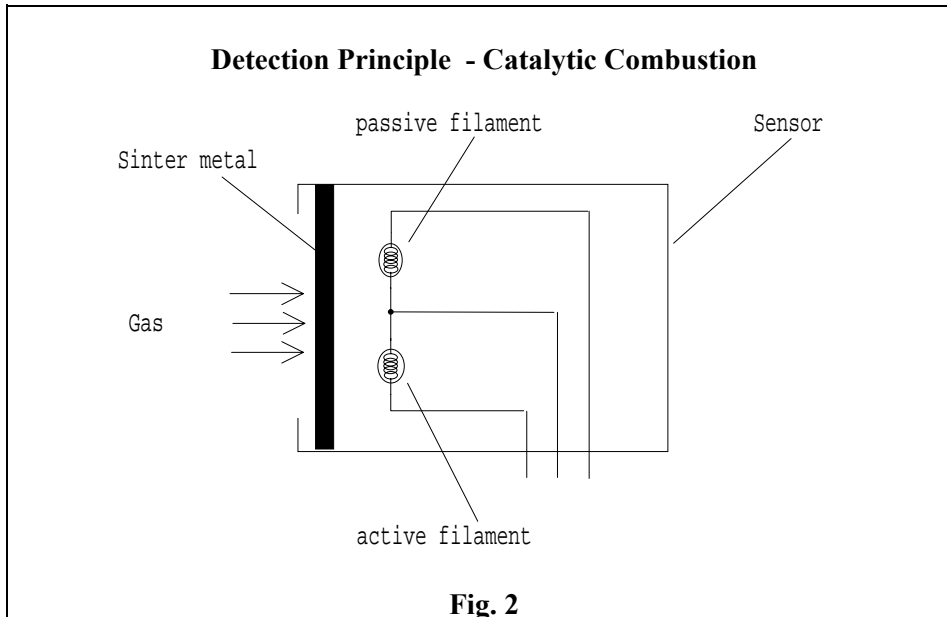 Detection Principle - Catalytic Combustion
passive filament
Sensor
Sinter metal
Gas
active filament
Fig. 2